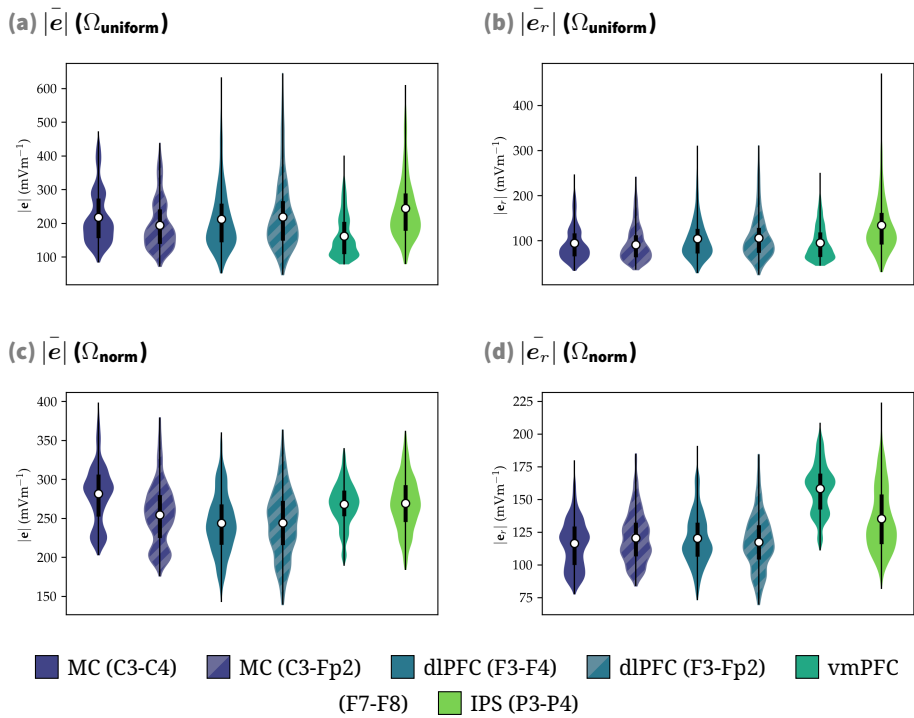 (a) |ē| (Ωuniform)
(b) |ēr| (Ωuniform)
600
500
400
300
200
100
|e| (mVm−1)
400
300
200
100
|er| (mVm−1)
(c) |ē| (Ωnorm)
(d) |ēr| (Ωnorm)
400
350
300
250
200
150
|e| (mVm−1)
225
200
175
150
125
100
75
|er| (mVm−1)
MC (C3-C4) MC (C3-Fp2) dlPFC (F3-F4) dlPFC (F3-Fp2) vmPFC
(F7-F8) IPS (P3-P4)